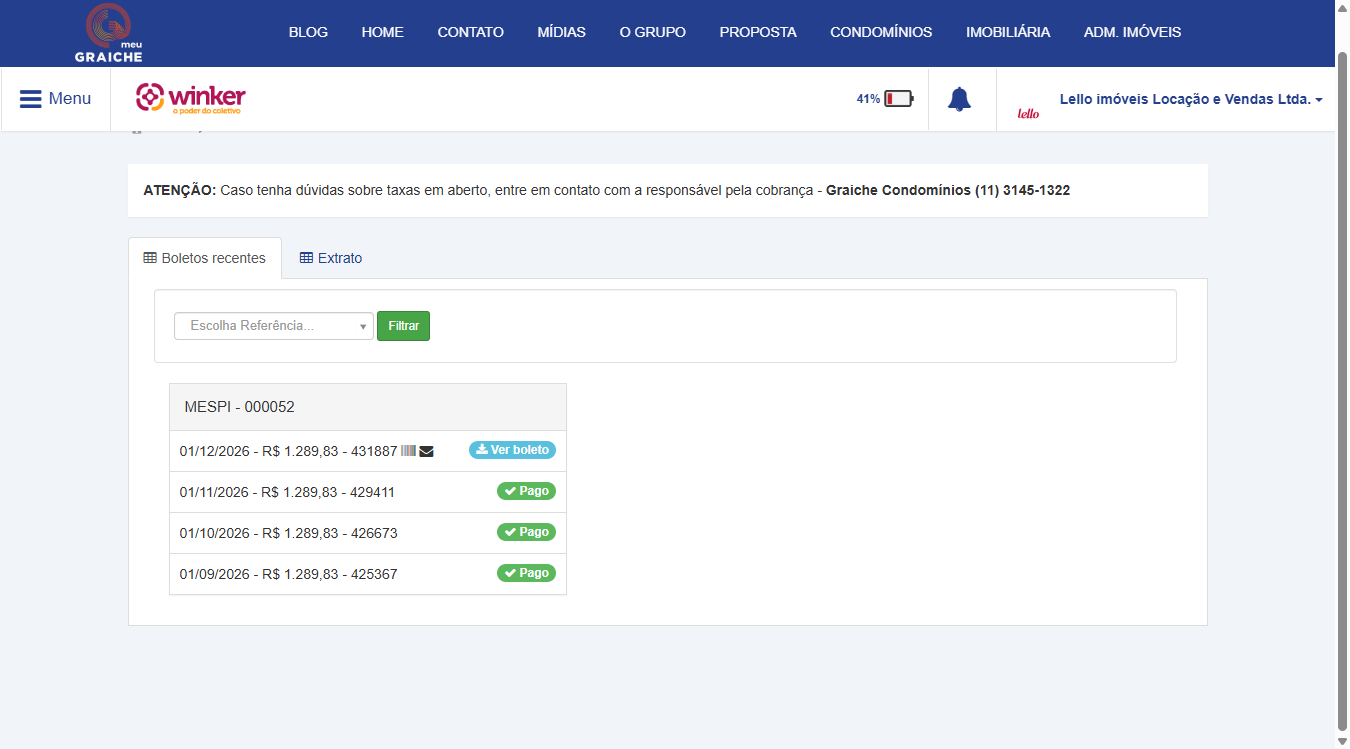 meu
GRAICHE
BLOG HOME CONTATO MÍDIAS O GRUPO PROPOSTA CONDOMÍNIOS IMOBILIÁRIA ADM. IMÓVEIS
Menu
winker
o poder do coletivo
41%
lello
Lello imóveis Locação e Vendas Ltda.
ATENÇÃO: Caso tenha dúvidas sobre taxas em aberto, entre em contato com a responsável pela cobrança - Graiche Condomínios (11) 3145-1322
Boletos recentes Extrato
Escolha Referência... Filtrar
MESPI - 000052
01/12/2026 - R$ 1.289,83 - 431887 Ver boleto
01/11/2026 - R$ 1.289,83 - 429411 Pago
01/10/2026 - R$ 1.289,83 - 426673 Pago
01/09/2026 - R$ 1.289,83 - 425367 Pago